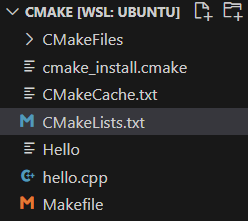 CMAKE [WSL: UBUNTU]
CMakeFiles
cmake_install.cmake
CMakeCache.txt
CMakeLists.txt
Hello
hello.cpp
Makefile